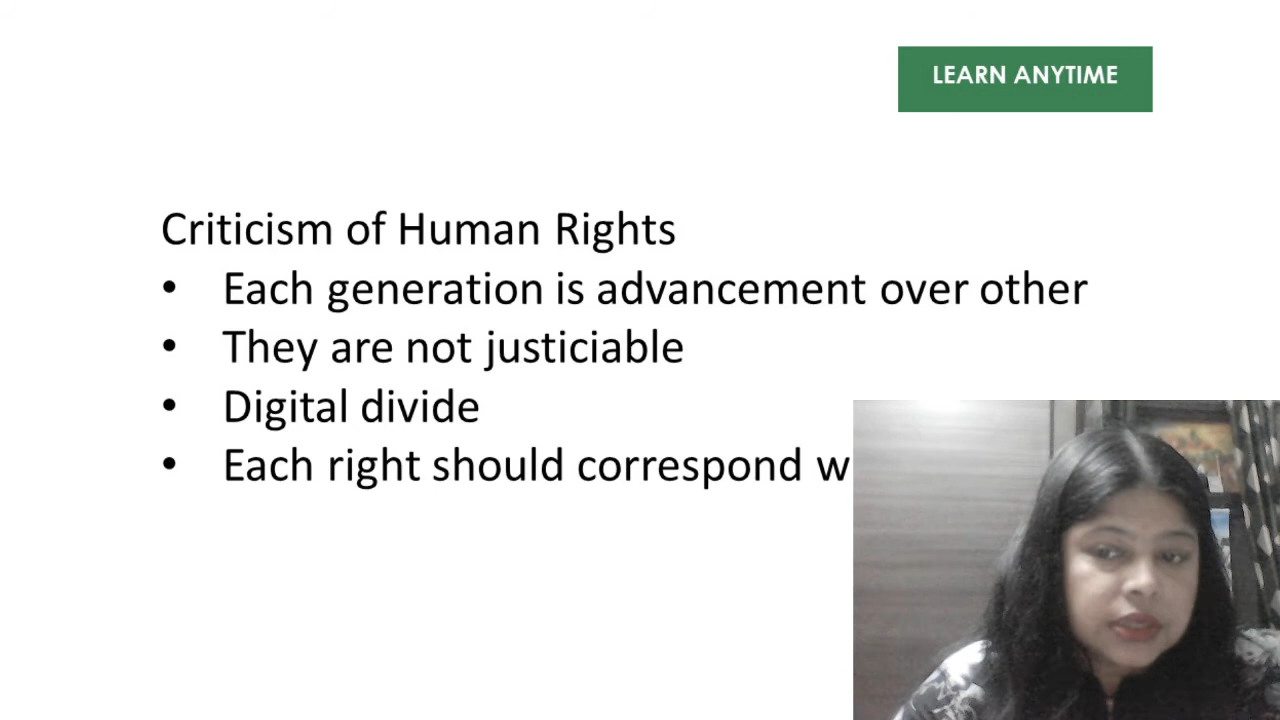 LEARN ANYTIME
Criticism of Human Rights
• Each generation is advancement over other
• They are not justiciable
• Digital divide
• Each right should correspond